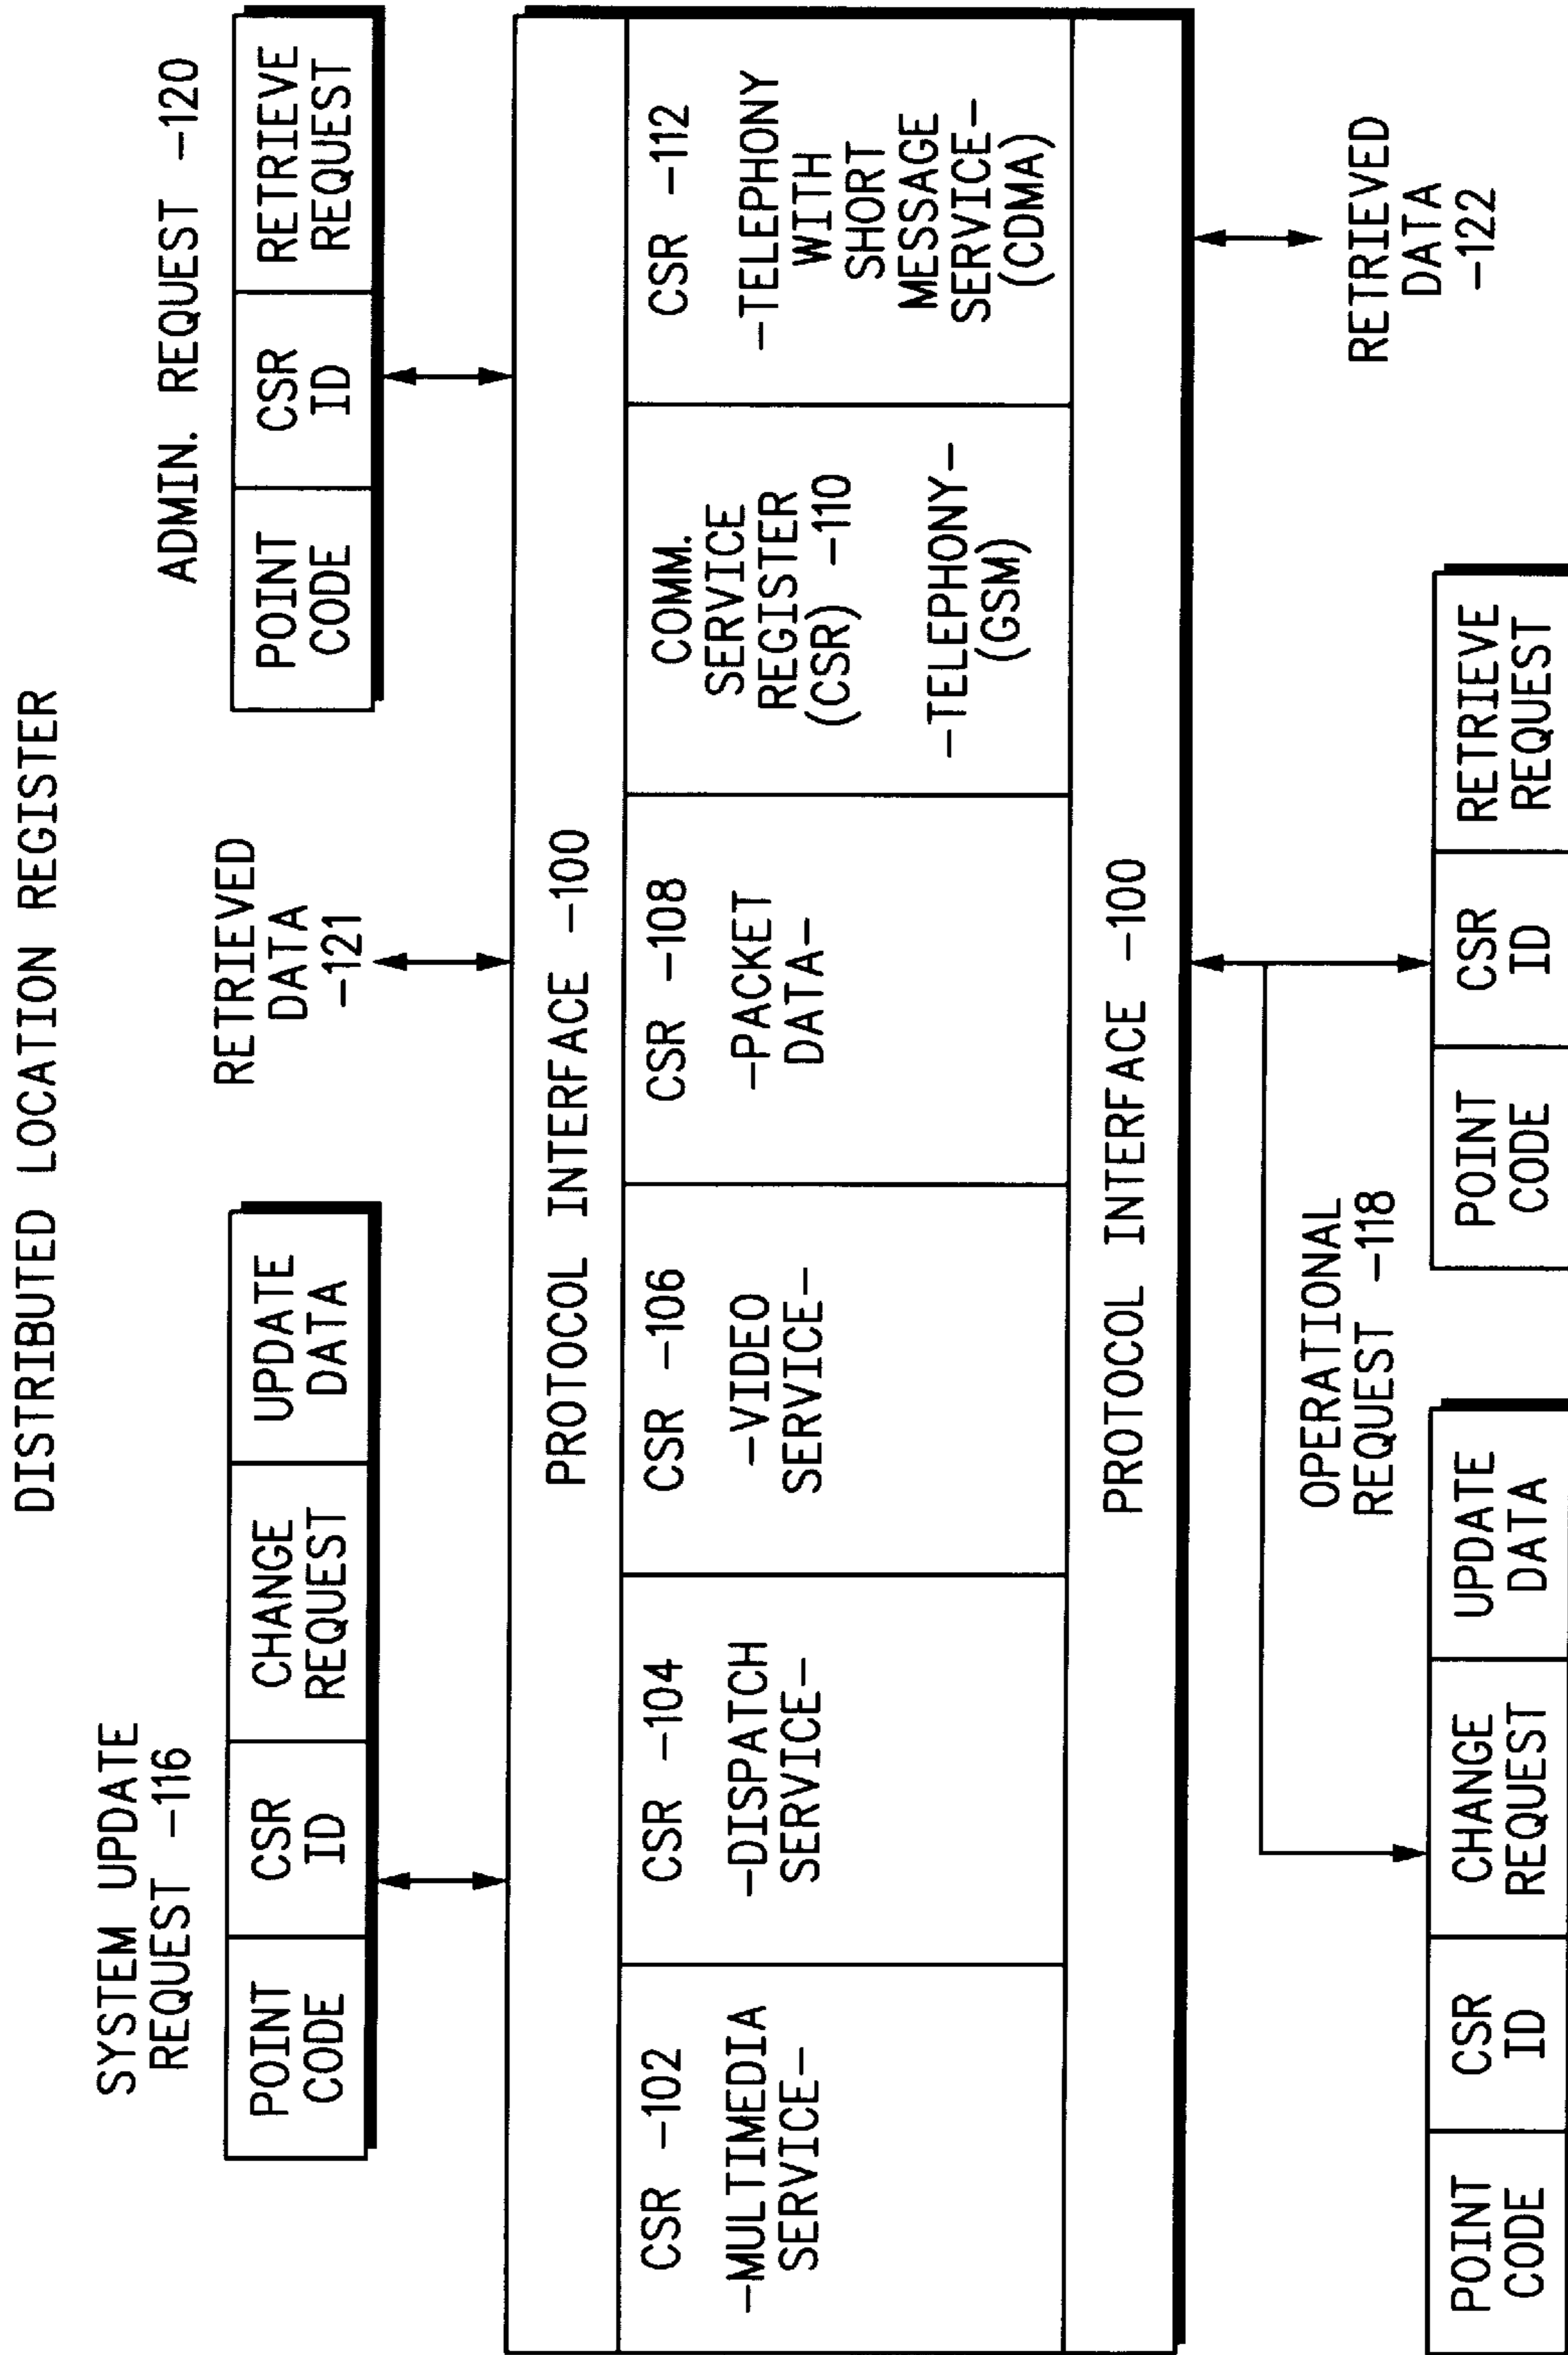 DISTRIBUTED LOCATION REGISTER
SYSTEM UPDATE
REQUEST –116
POINT
CODE
CSR
ID
CHANGE
REQUEST
UPDATE
DATA
RETRIEVED
DATA
–121
ADMIN. REQUEST –120
POINT
CODE
CSR
ID
RETRIEVE
REQUEST
PROTOCOL INTERFACE –100
CSR –102
–MULTIMEDIA
SERVICE–
CSR –104
–DISPATCH
SERVICE–
CSR –106
–VIDEO
SERVICE–
CSR –108
–PACKET
DATA–
COMM.
SERVICE
REGISTER
(CSR) –110
–TELEPHONY–
(GSM)
CSR –112
–TELEPHONY
WITH
SHORT
MESSAGE
SERVICE–
(CDMA)
PROTOCOL INTERFACE –100
OPERATIONAL
REQUEST –118
RETRIEVED
DATA
–122
POINT
CODE
CSR
ID
CHANGE
REQUEST
UPDATE
DATA
POINT
CODE
CSR
ID
RETRIEVE
REQUEST